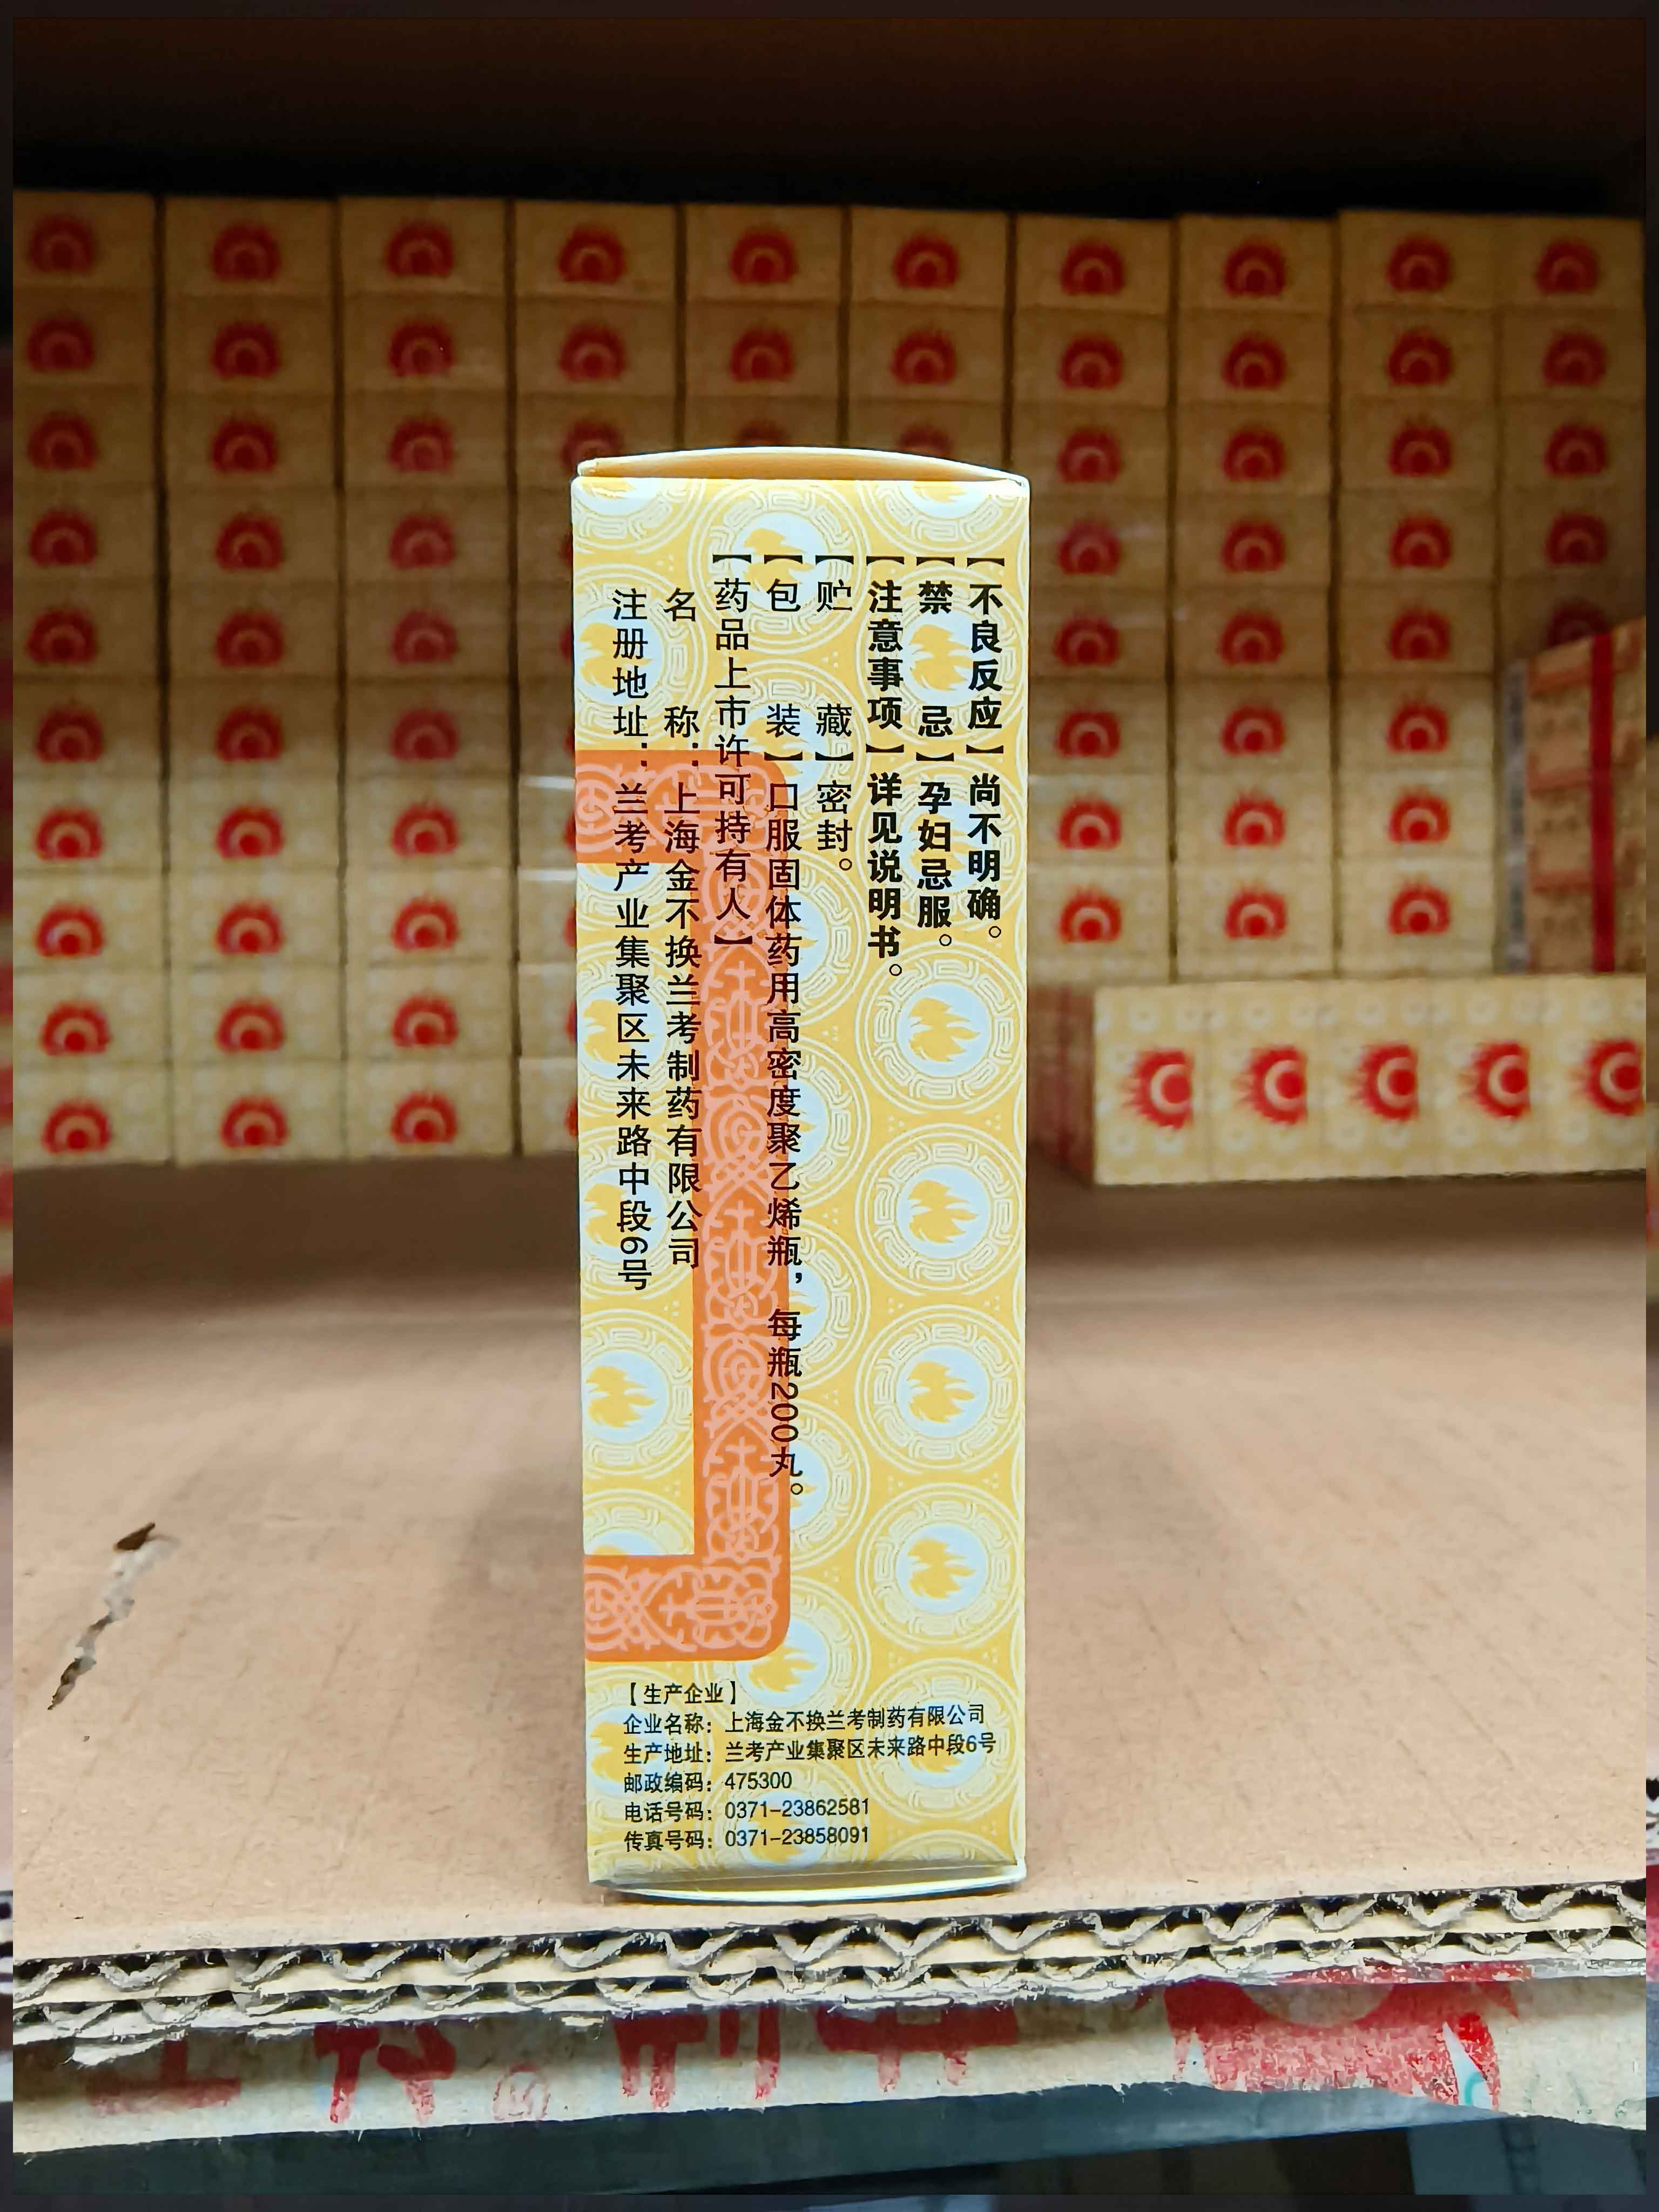 【不良反应】尚不明确。
【禁忌】孕妇忌服。
【注意事项】详见说明书。
【贮藏】密封。
【包装】口服固体药用高密度聚乙烯瓶，每瓶200丸。
【药品上市许可持有人】
名称：上海金不换兰考制药有限公司
注册地址：兰考产业集聚区未来路中段6号
【生产企业】
企业名称：上海金不换兰考制药有限公司
生产地址：兰考产业集聚区未来路中段6号
邮政编码：475300
电话号码：0371-23862581
传真号码：0371-23858091